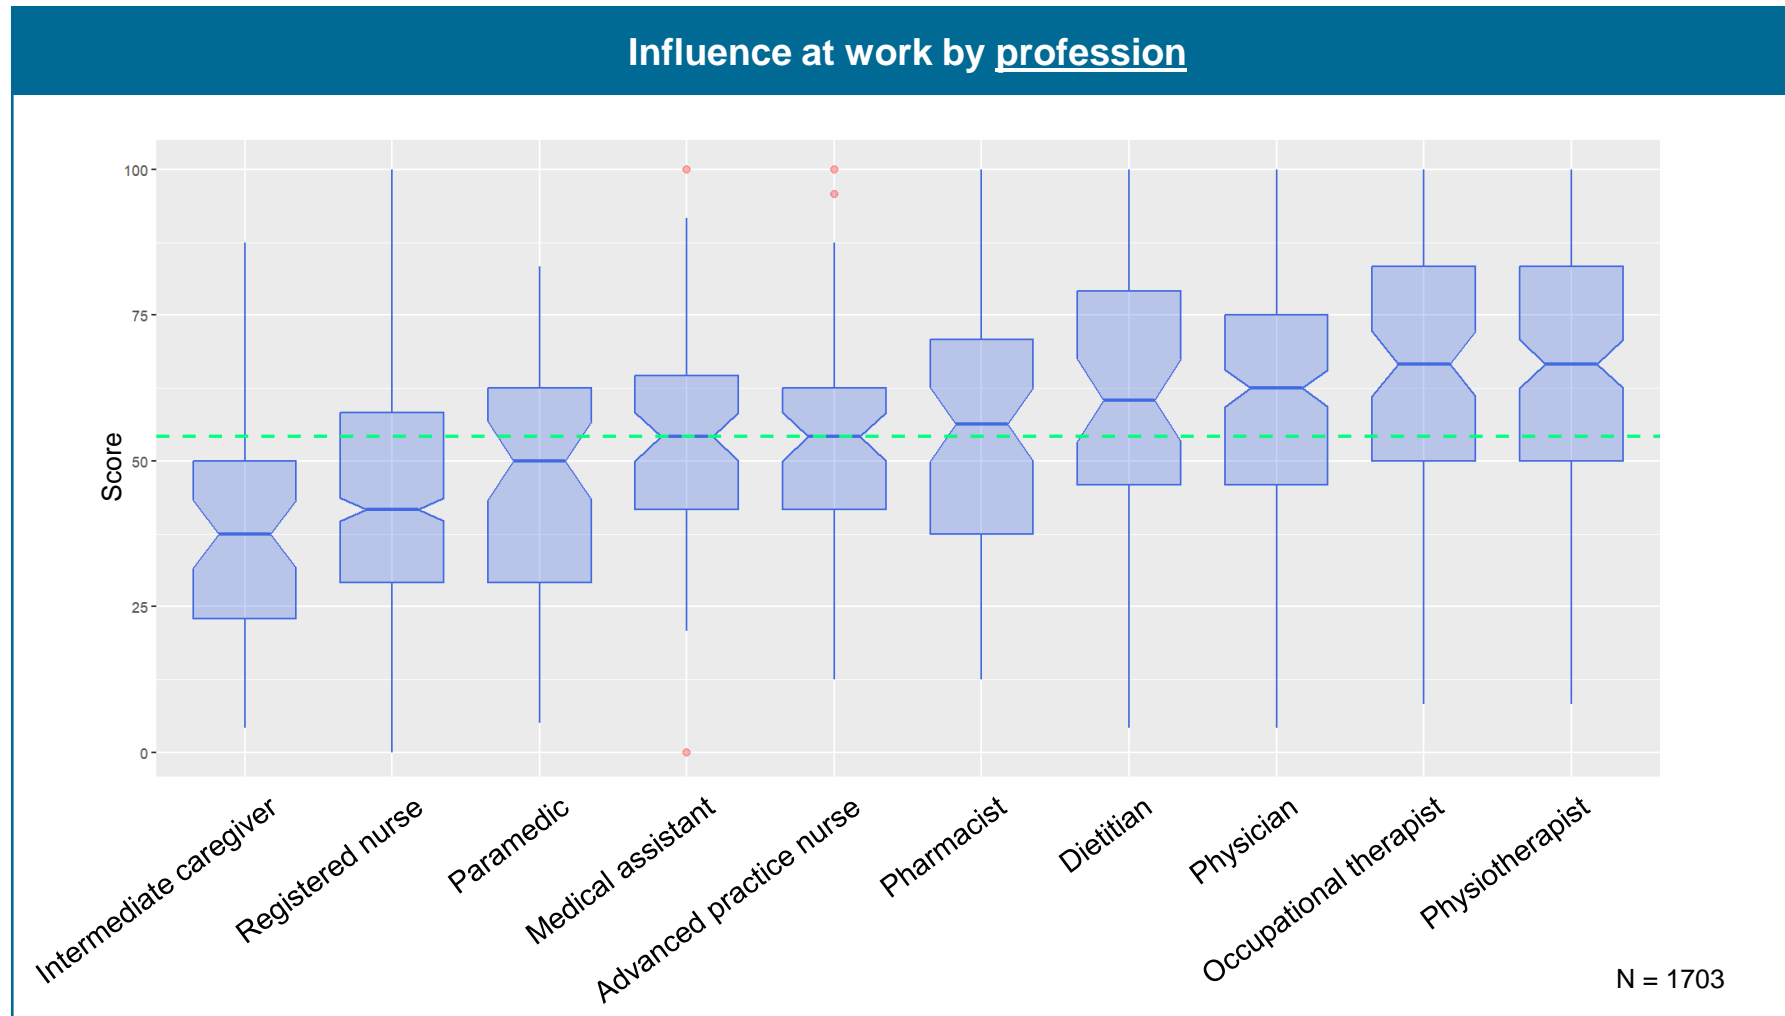 Influence at work by profession
Score
100
75
50
25
0
Intermediate caregiver
Registered nurse
Paramedic
Medical assistant
Advanced practice nurse
Pharmacist
Dietitian
Physician
Occupational therapist
Physiotherapist
N = 1703